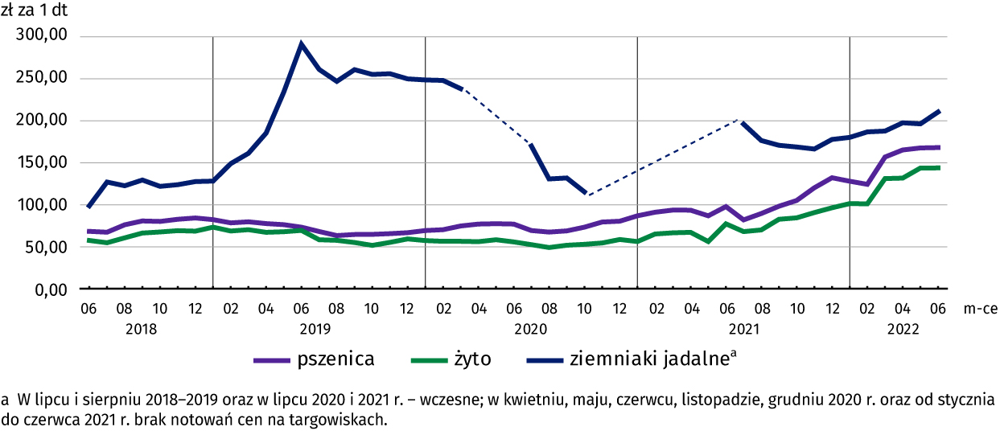 zł za 1 dt
300,00
250,00
200,00
150,00
100,00
50,00
0,00
06 08 10 12 02 04 06 08 10 12 02 04 06 08 10 12 02 04 06 08 10 12 02 04 06 m-ce
2018 2019 2020 2021 2022
pszenica żyto ziemniaki jadalneᵃ
a W lipcu i sierpniu 2018–2019 oraz w lipcu 2020 i 2021 r. – wczesne; w kwietniu, maju, czerwcu, listopadzie, grudniu 2020 r. oraz od stycznia
do czerwca 2021 r. brak notowań cen na targowiskach.